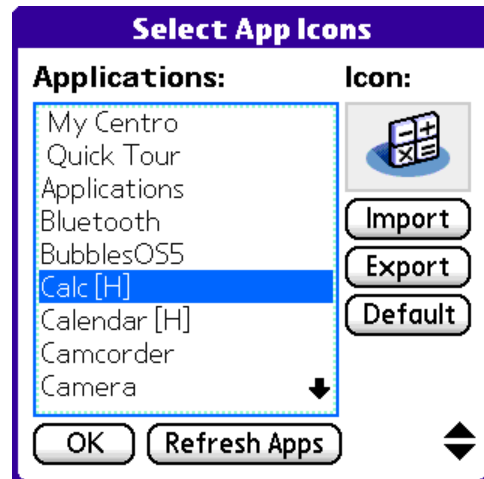 Select App Icons
Applications:
Icon:
My Centro
Quick Tour
Applications
Bluetooth
BubblesOS5
Calc [H]
Calendar [H]
Camcorder
Camera
Import
Export
Default
OK
Refresh Apps